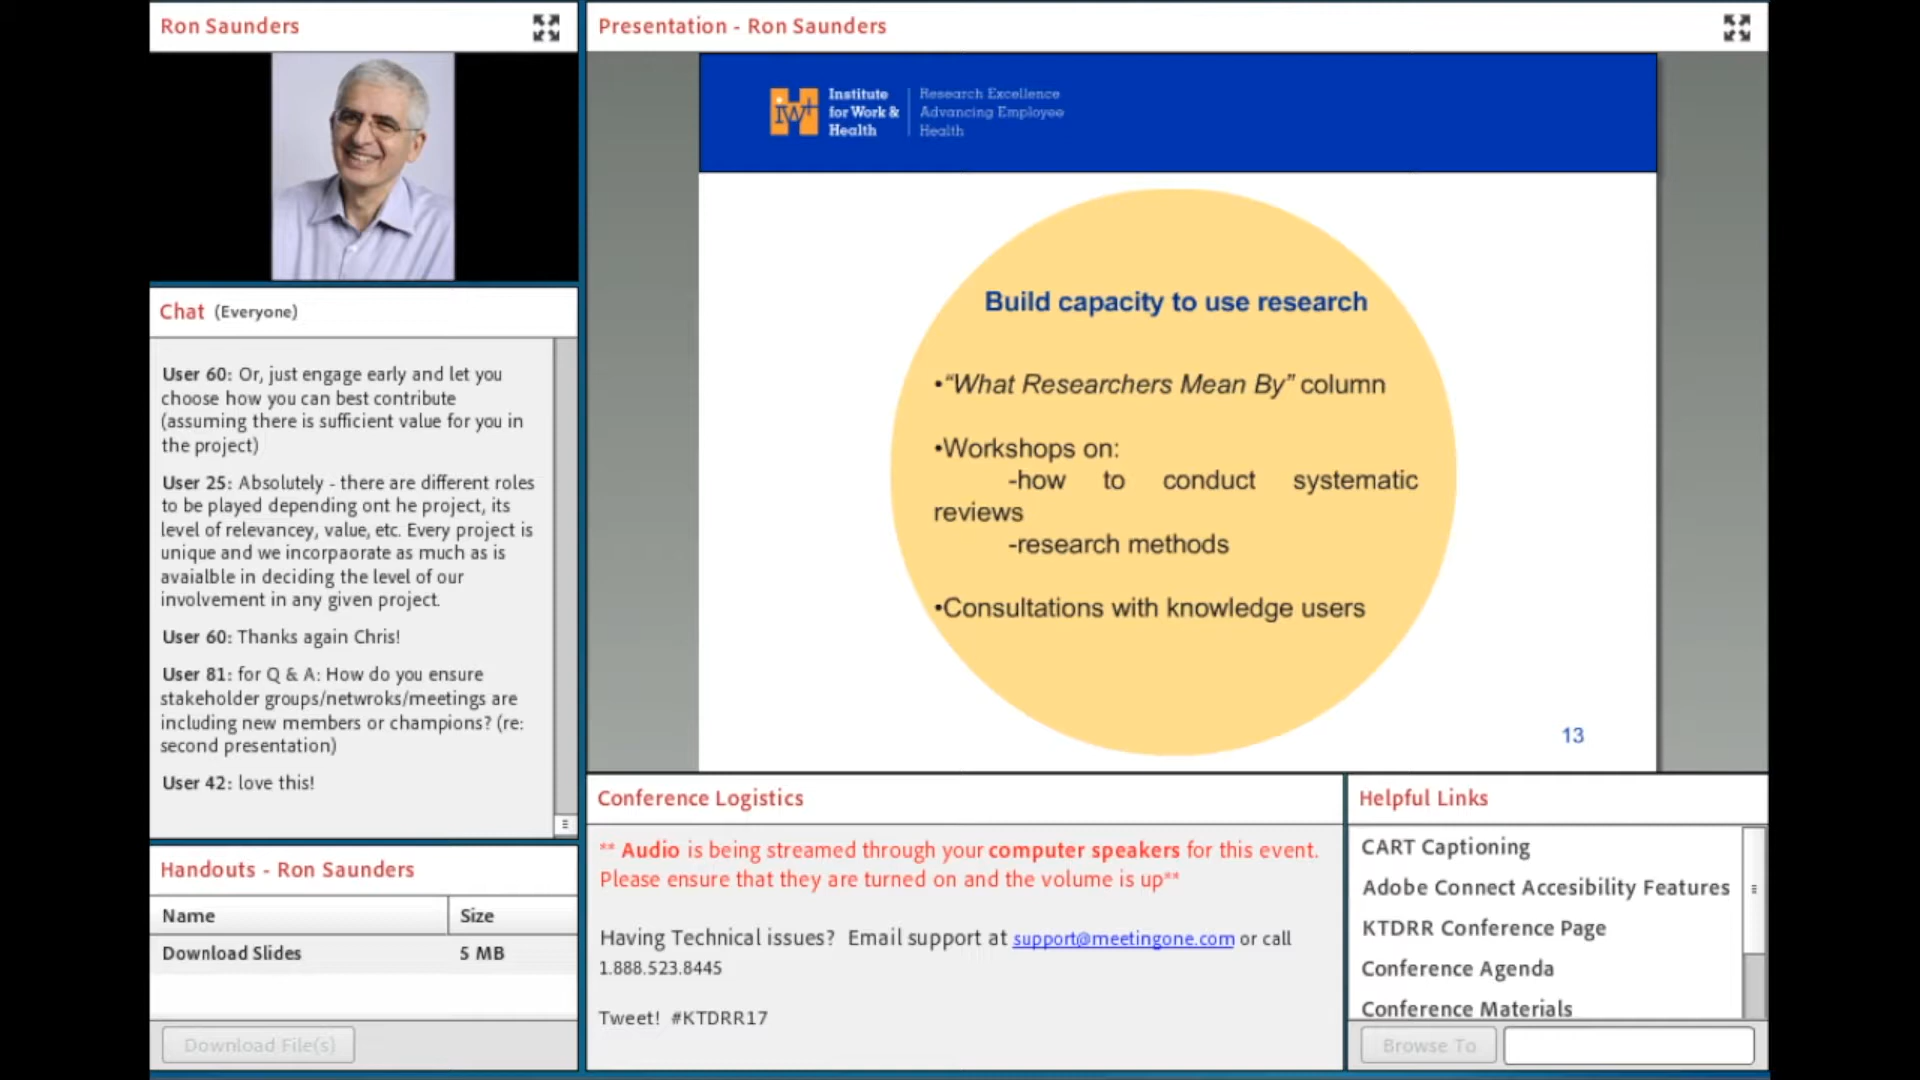 Ron Saunders
Chat (Everyone)
User 60: Or, just engage early and let you
choose how you can best contribute
(assuming there is sufficient value for you in
the project)
User 25: Absolutely - there are different roles
to be played depending ont he project, its
level of relevancey, value, etc. Every project is
unique and we incorpaorate as much as is
avaialble in deciding the level of our
involvement in any given project.
User 60: Thanks again Chris!
User 81: for Q & A: How do you ensure
stakeholder groups/netwroks/meetings are
including new members or champions? (re:
second presentation)
User 42: love this!
Handouts - Ron Saunders
Name Size
Download Slides 5 MB
Download File(s)
Presentation - Ron Saunders
IW+H
Institute
for Work &
Health
Research Excellence
Advancing Employee
Health
Build capacity to use research
•“What Researchers Mean By” column
•Workshops on:
-how to conduct systematic
reviews
-research methods
•Consultations with knowledge users
13
Conference Logistics
** Audio is being streamed through your computer speakers for this event.
Please ensure that they are turned on and the volume is up**
Having Technical issues? Email support at support@meetingone.com or call
1.888.523.8445
Tweet! #KTDRR17
Helpful Links
CART Captioning
Adobe Connect Accesibility Features
KTDRR Conference Page
Conference Agenda
Conference Materials
Browse To